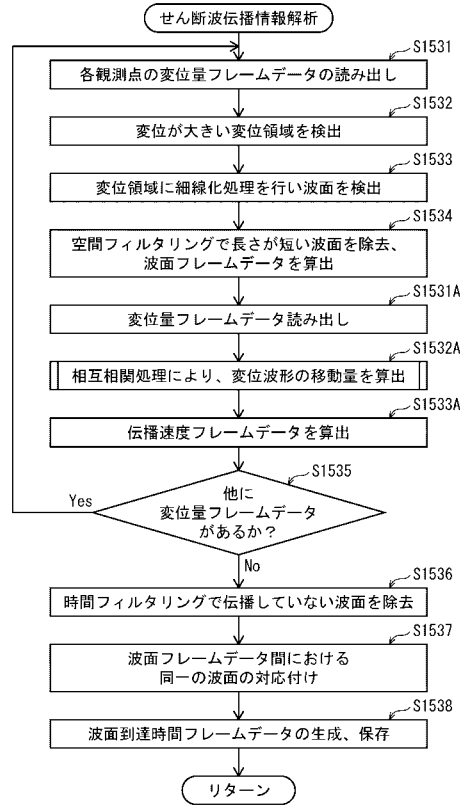 せん断波伝播情報解析
S1531
各観測点の変位量フレームデータの読み出し
S1532
変位が大きい変位領域を検出
S1533
変位領域に細線化処理を行い波面を検出
S1534
空間フィルタリングで長さが短い波面を除去、
波面フレームデータを算出
S1531A
変位量フレームデータ読み出し
S1532A
相互相関処理により、変位波形の移動量を算出
S1533A
伝播速度フレームデータを算出
S1535
他に
変位量フレームデータ
があるか?
Yes
No
S1536
時間フィルタリングで伝播していない波面を除去
S1537
波面フレームデータ間における
同一の波面の対応付け
S1538
波面到達時間フレームデータの生成、保存
リターン